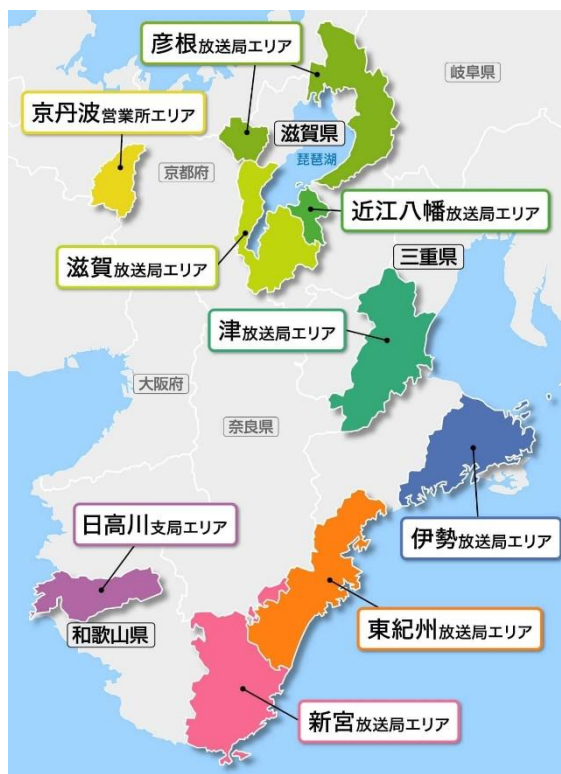 彦根放送局エリア
岐阜県
京丹波営業所エリア
滋賀県
琵琶湖
京都府
近江八幡放送局エリア
滋賀放送局エリア
三重県
津放送局エリア
大阪府
奈良県
日高川支局エリア
伊勢放送局エリア
和歌山県
東紀州放送局エリア
新宮放送局エリア